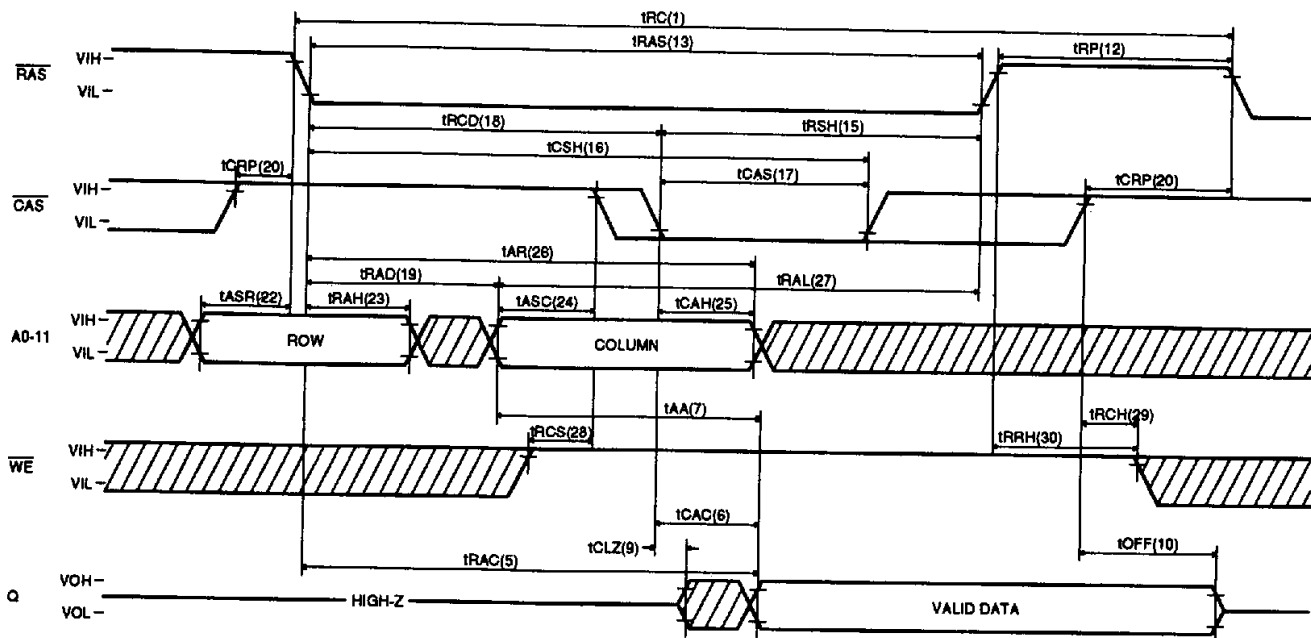 tRC(1)
tRAS(13)
tRP(12)
RAS
VIH
VIL
tRCD(18)
tRSH(15)
tCSH(16)
tCRP(20)
tCAS(17)
tCRP(20)
CAS
VIH
VIL
tAR(26)
tRAD(19)
tRAL(27)
tASR(22)
tRAH(23)
tASC(24)
tCAH(25)
A0-11
VIH
VIL
ROW
COLUMN
tAA(7)
tRCS(28)
tRCH(29)
tRRH(30)
WE
VIH
VIL
tCAC(6)
tCLZ(9)
tRAC(5)
tOFF(10)
Q
VOH
VOL
HIGH-Z
VALID DATA